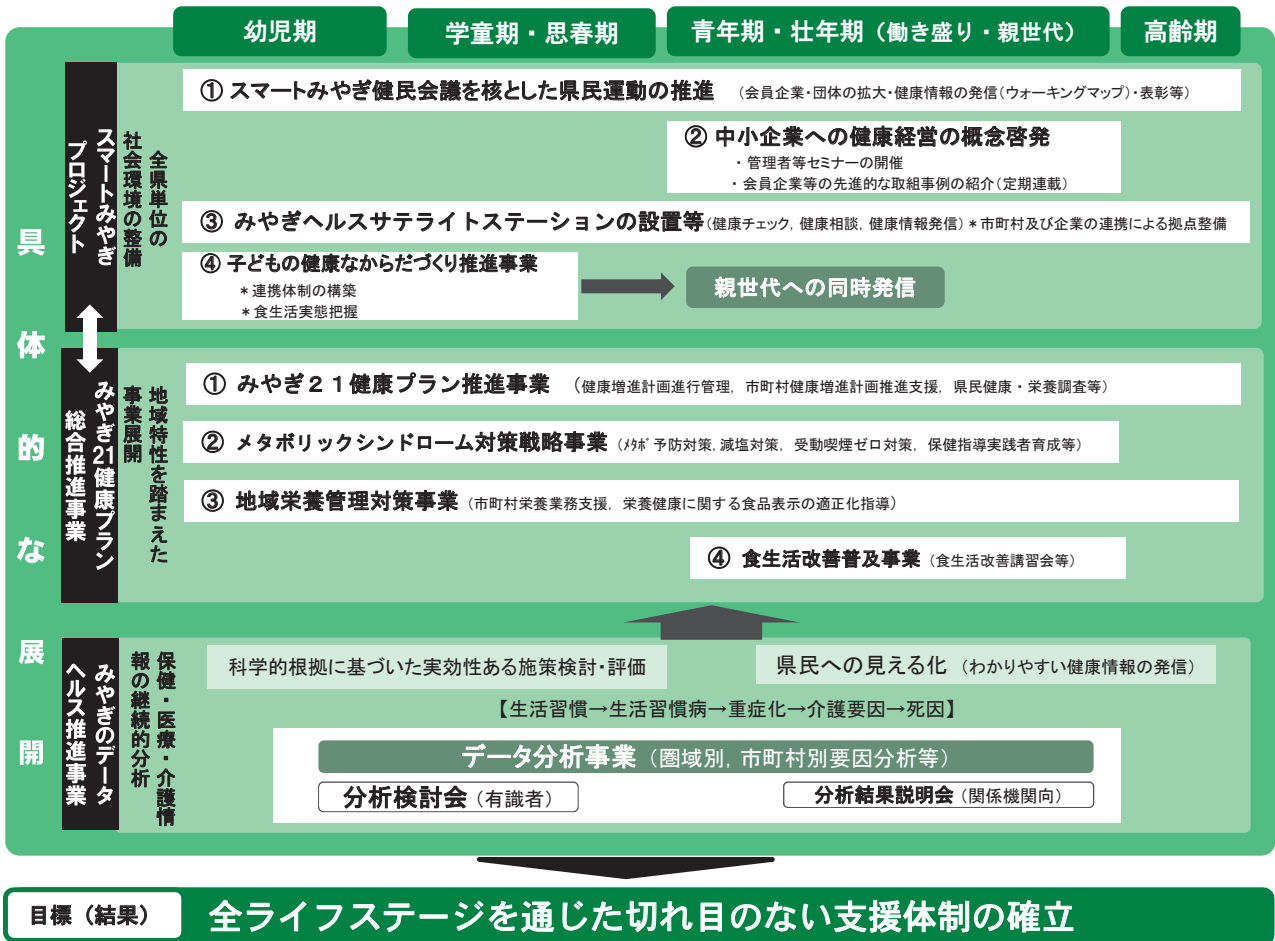 幼児期
学童期・思春期
青年期・壮年期（働き盛り・親世代）
高齢期
具体的な展開
スマートみやぎ
プロジェクト
全県単位の
社会環境の整備
① スマートみやぎ健民会議を核とした県民運動の推進 （会員企業・団体の拡大・健康情報の発信（ウォーキングマップ）・表彰等）
② 中小企業への健康経営の概念啓発
・管理者等セミナーの開催
・会員企業等の先進的な取組事例の紹介（定期連載）
③ みやぎヘルスサテライトステーションの設置等（健康チェック，健康相談，健康情報発信）＊市町村及び企業の連携による拠点整備
④ 子どもの健康なからだづくり推進事業
＊連携体制の構築
＊食生活実態把握
親世代への同時発信
みやぎ21健康プラン
総合推進事業
地域特性を踏まえた
事業展開
① みやぎ２１健康プラン推進事業 （健康増進計画進行管理，市町村健康増進計画推進支援，県民健康・栄養調査等）
② メタボリックシンドローム対策戦略事業（ﾒﾀﾎﾞ予防対策，減塩対策，受動喫煙ゼロ対策，保健指導実践者育成等）
③ 地域栄養管理対策事業（市町村栄養業務支援，栄養健康に関する食品表示の適正化指導）
④ 食生活改善普及事業（食生活改善講習会等）
みやぎのデータ
ヘルス推進事業
保健・医療・介護情
報の継続的分析
科学的根拠に基づいた実効性ある施策検討・評価
県民への見える化（わかりやすい健康情報の発信）
【生活習慣→生活習慣病→重症化→介護要因→死因】
データ分析事業（圏域別，市町村別要因分析等）
分析検討会（有識者）
分析結果説明会（関係機関向）
目標（結果）
全ライフステージを通じた切れ目のない支援体制の確立